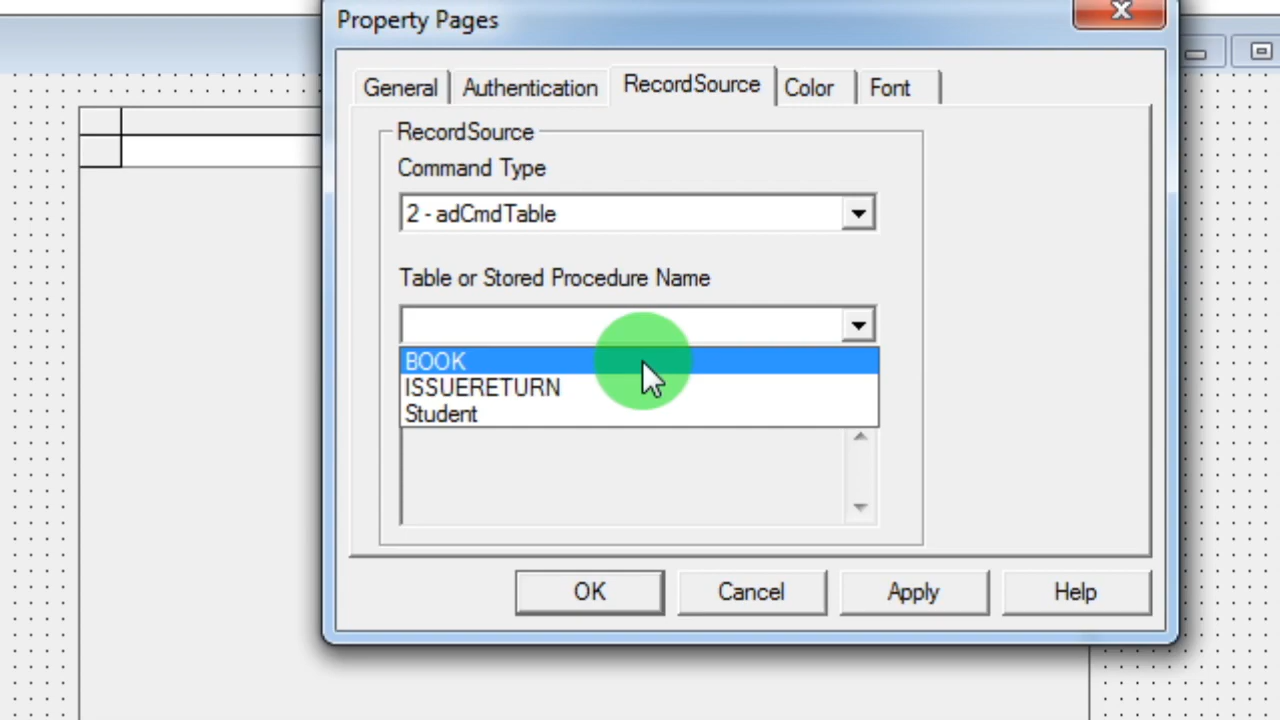 Property Pages
General Authentication RecordSource Color Font
RecordSource
Command Type
2 - adCmdTable
Table or Stored Procedure Name
BOOK
ISSUERETURN
Student
OK Cancel Apply Help